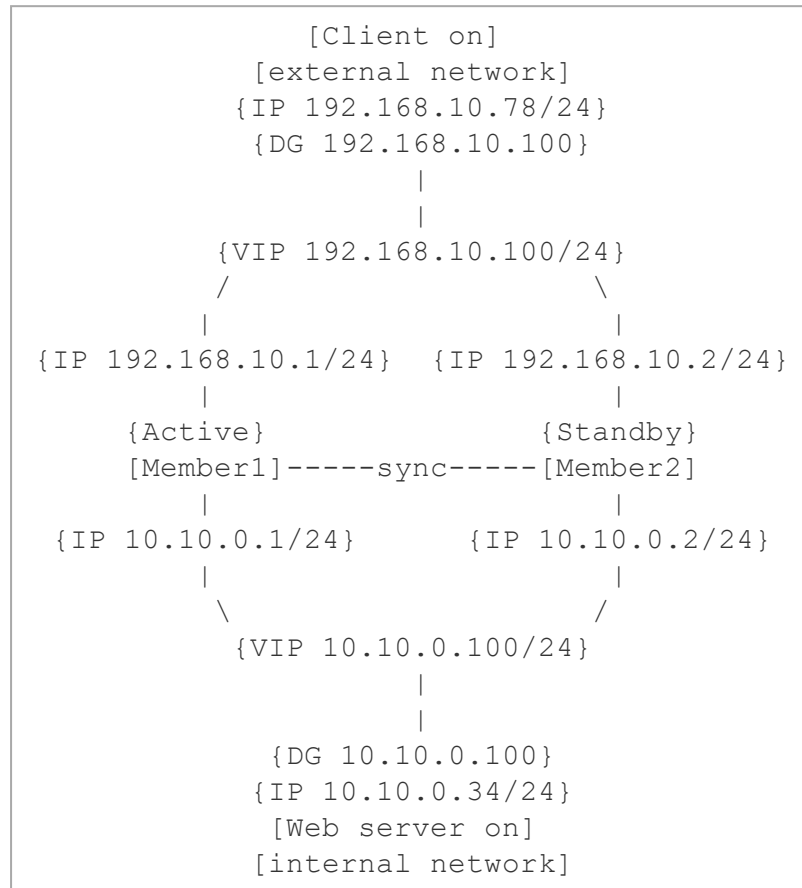 [Client on]
[external network]
{IP 192.168.10.78/24}
{DG 192.168.10.100}
|
|
{VIP 192.168.10.100/24}
/ \
| |
{IP 192.168.10.1/24} {IP 192.168.10.2/24}
| |
{Active} {Standby}
[Member1]-----sync-----[Member2]
| |
{IP 10.10.0.1/24} {IP 10.10.0.2/24}
| |
\ /
{VIP 10.10.0.100/24}
|
|
{DG 10.10.0.100}
{IP 10.10.0.34/24}
[Web server on]
[internal network]